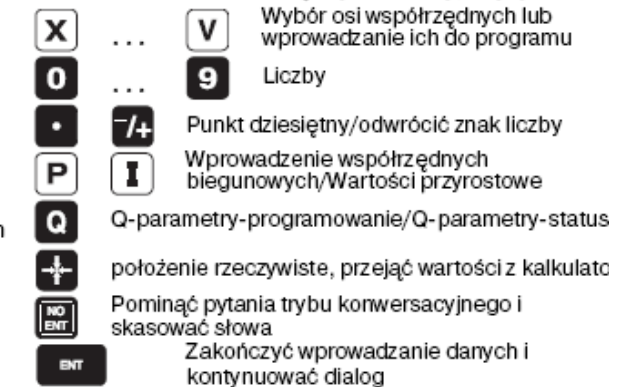 X ... V Wybór osi współrzędnych lub
wprowadzanie ich do programu
0 ... 9 Liczby
. −/+ Punkt dziesiętny/odwrócić znak liczby
P I Wprowadzenie współrzędnych
biegunowych/Wartości przyrostowe
Q Q-parametry-programowanie/Q-parametry-status
położenie rzeczywiste, przejąć wartości z kalkulato
NO
ENT
Pominąć pytania trybu konwersacyjnego i
skasować słowa
ENT Zakończyć wprowadzanie danych i
kontynuować dialog